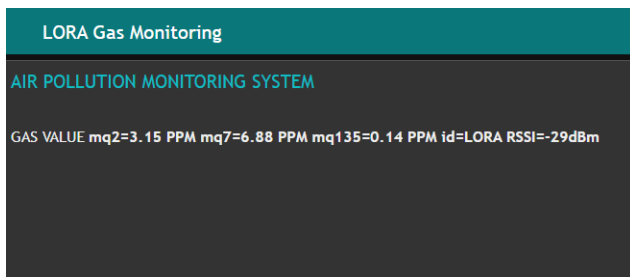 LORA Gas Monitoring
AIR POLLUTION MONITORING SYSTEM
GAS VALUE mq2=3.15 PPM mq7=6.88 PPM mq135=0.14 PPM id=LORA RSSI=-29dBm